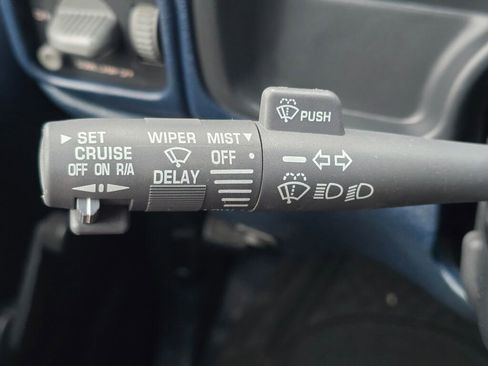 PUSH
SET WIPER MIST
CRUISE OFF
OFF ON R/A DELAY